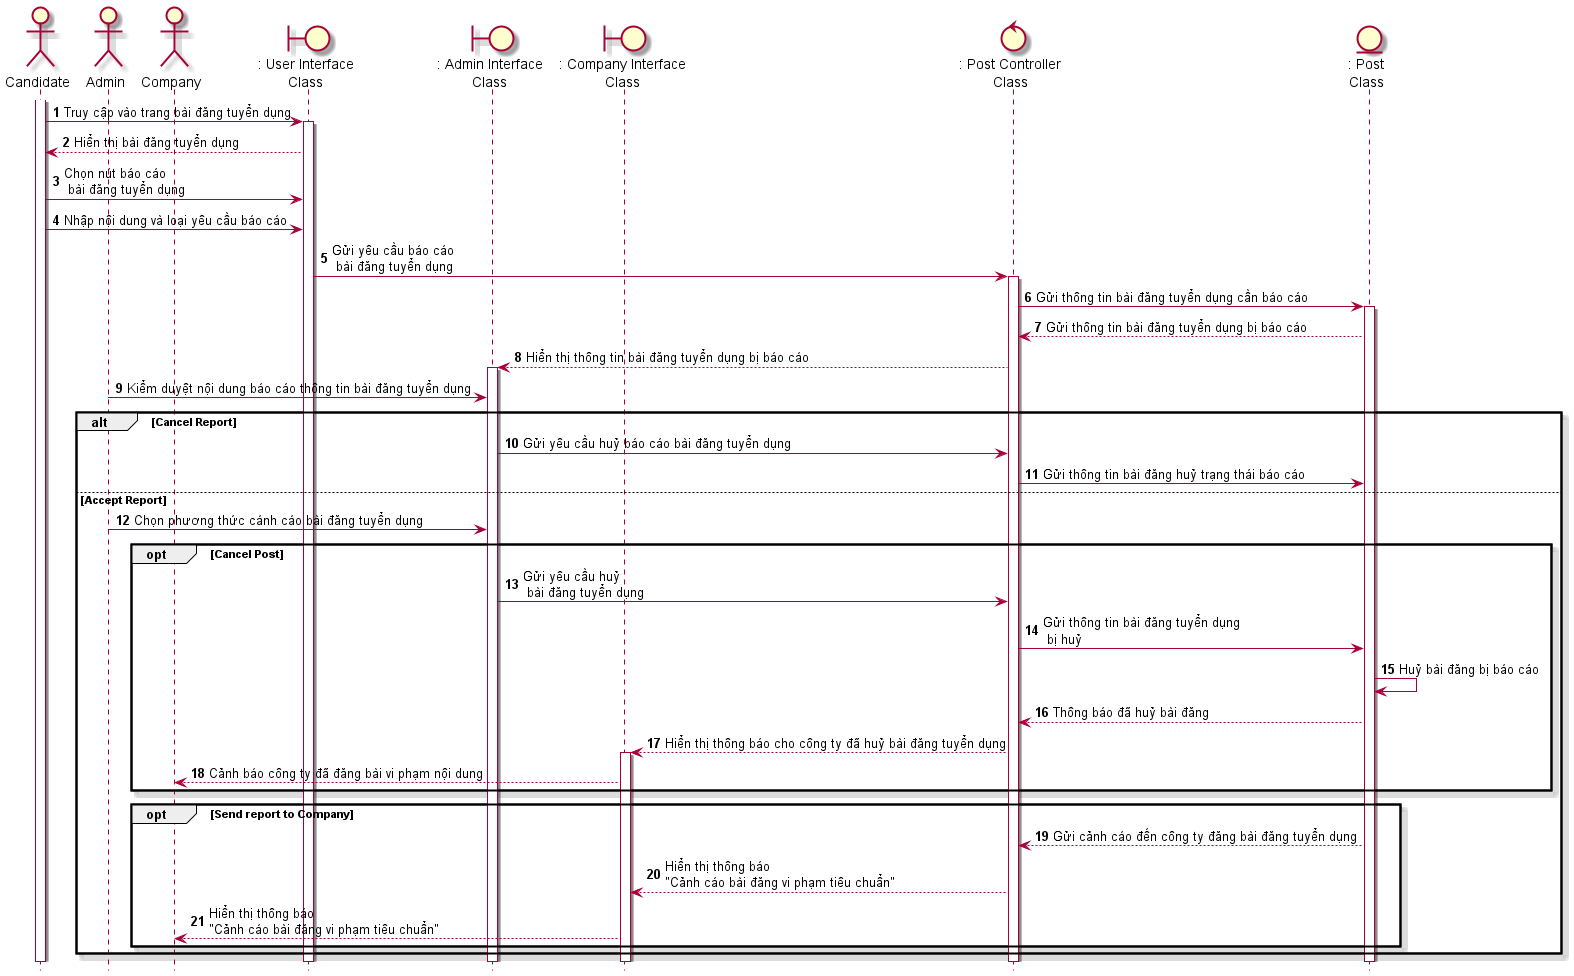 Candidate
Admin
Company
: User Interface
Class
: Admin Interface
Class
: Company Interface
Class
: Post Controller
Class
: Post
Class
1 Truy cập vào trang bài đăng tuyển dụng
2 Hiển thị bài đăng tuyển dụng
3 Chọn nút báo cáo
bài đăng tuyển dụng
4 Nhập nội dung và loại yêu cầu báo cáo
5 Gửi yêu cầu báo cáo
bài đăng tuyển dụng
6 Gửi thông tin bài đăng tuyển dụng cần báo cáo
7 Gửi thông tin bài đăng tuyển dụng bị báo cáo
8 Hiển thị thông tin bài đăng tuyển dụng bị báo cáo
9 Kiểm duyệt nội dung báo cáo thông tin bài đăng tuyển dụng
alt [Cancel Report]
10 Gửi yêu cầu huỷ báo cáo bài đăng tuyển dụng
11 Gửi thông tin bài đăng huỷ trạng thái báo cáo
[Accept Report]
12 Chọn phương thức cánh cáo bài đăng tuyển dụng
opt [Cancel Post]
13 Gửi yêu cầu huỷ
bài đăng tuyển dụng
14 Gửi thông tin bài đăng tuyển dụng
bị huỷ
15 Huỷ bài đăng bị báo cáo
16 Thông báo đã huỷ bài đăng
17 Hiển thị thông báo cho công ty đã huỷ bài đăng tuyển dụng
18 Cảnh báo công ty đã đăng bài vi phạm nội dung
opt [Send report to Company]
19 Gửi cảnh cáo đến công ty đăng bài đăng tuyển dụng
20 Hiển thị thông báo
"Cảnh cáo bài đăng vi phạm tiêu chuẩn"
21 Hiển thị thông báo
"Cảnh cáo bài đăng vi phạm tiêu chuẩn"